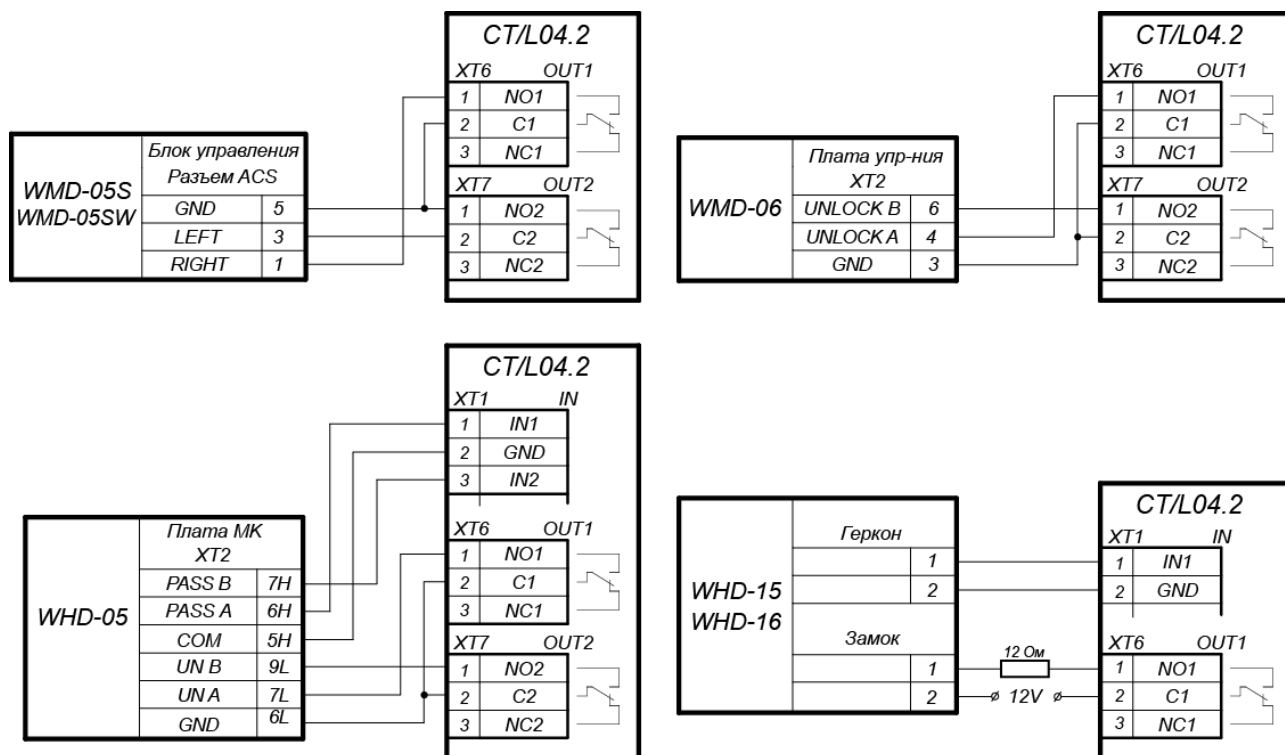 CT/L04.2
XT6 OUT1
1 NO1
2 C1
3 NC1
XT7 OUT2
1 NO2
2 C2
3 NC2
WMD-05S
WMD-05SW
Блок управления
Разъем ACS
GND 5
LEFT 3
RIGHT 1
CT/L04.2
XT6 OUT1
1 NO1
2 C1
3 NC1
XT7 OUT2
1 NO2
2 C2
3 NC2
WMD-06
Плата упр-ния
XT2
UNLOCK B 6
UNLOCK A 4
GND 3
CT/L04.2
XT1 IN
1 IN1
2 GND
3 IN2
XT6 OUT1
1 NO1
2 C1
3 NC1
XT7 OUT2
1 NO2
2 C2
3 NC2
WHD-05
Плата МК
XT2
PASS B 7H
PASS A 6H
COM 5H
UN B 9L
UN A 7L
GND 6L
CT/L04.2
XT1 IN
1 IN1
2 GND
XT6 OUT1
1 NO1
2 C1
3 NC1
WHD-15
WHD-16
Геркон
1
2
Замок
1
2
12 Ом
12V